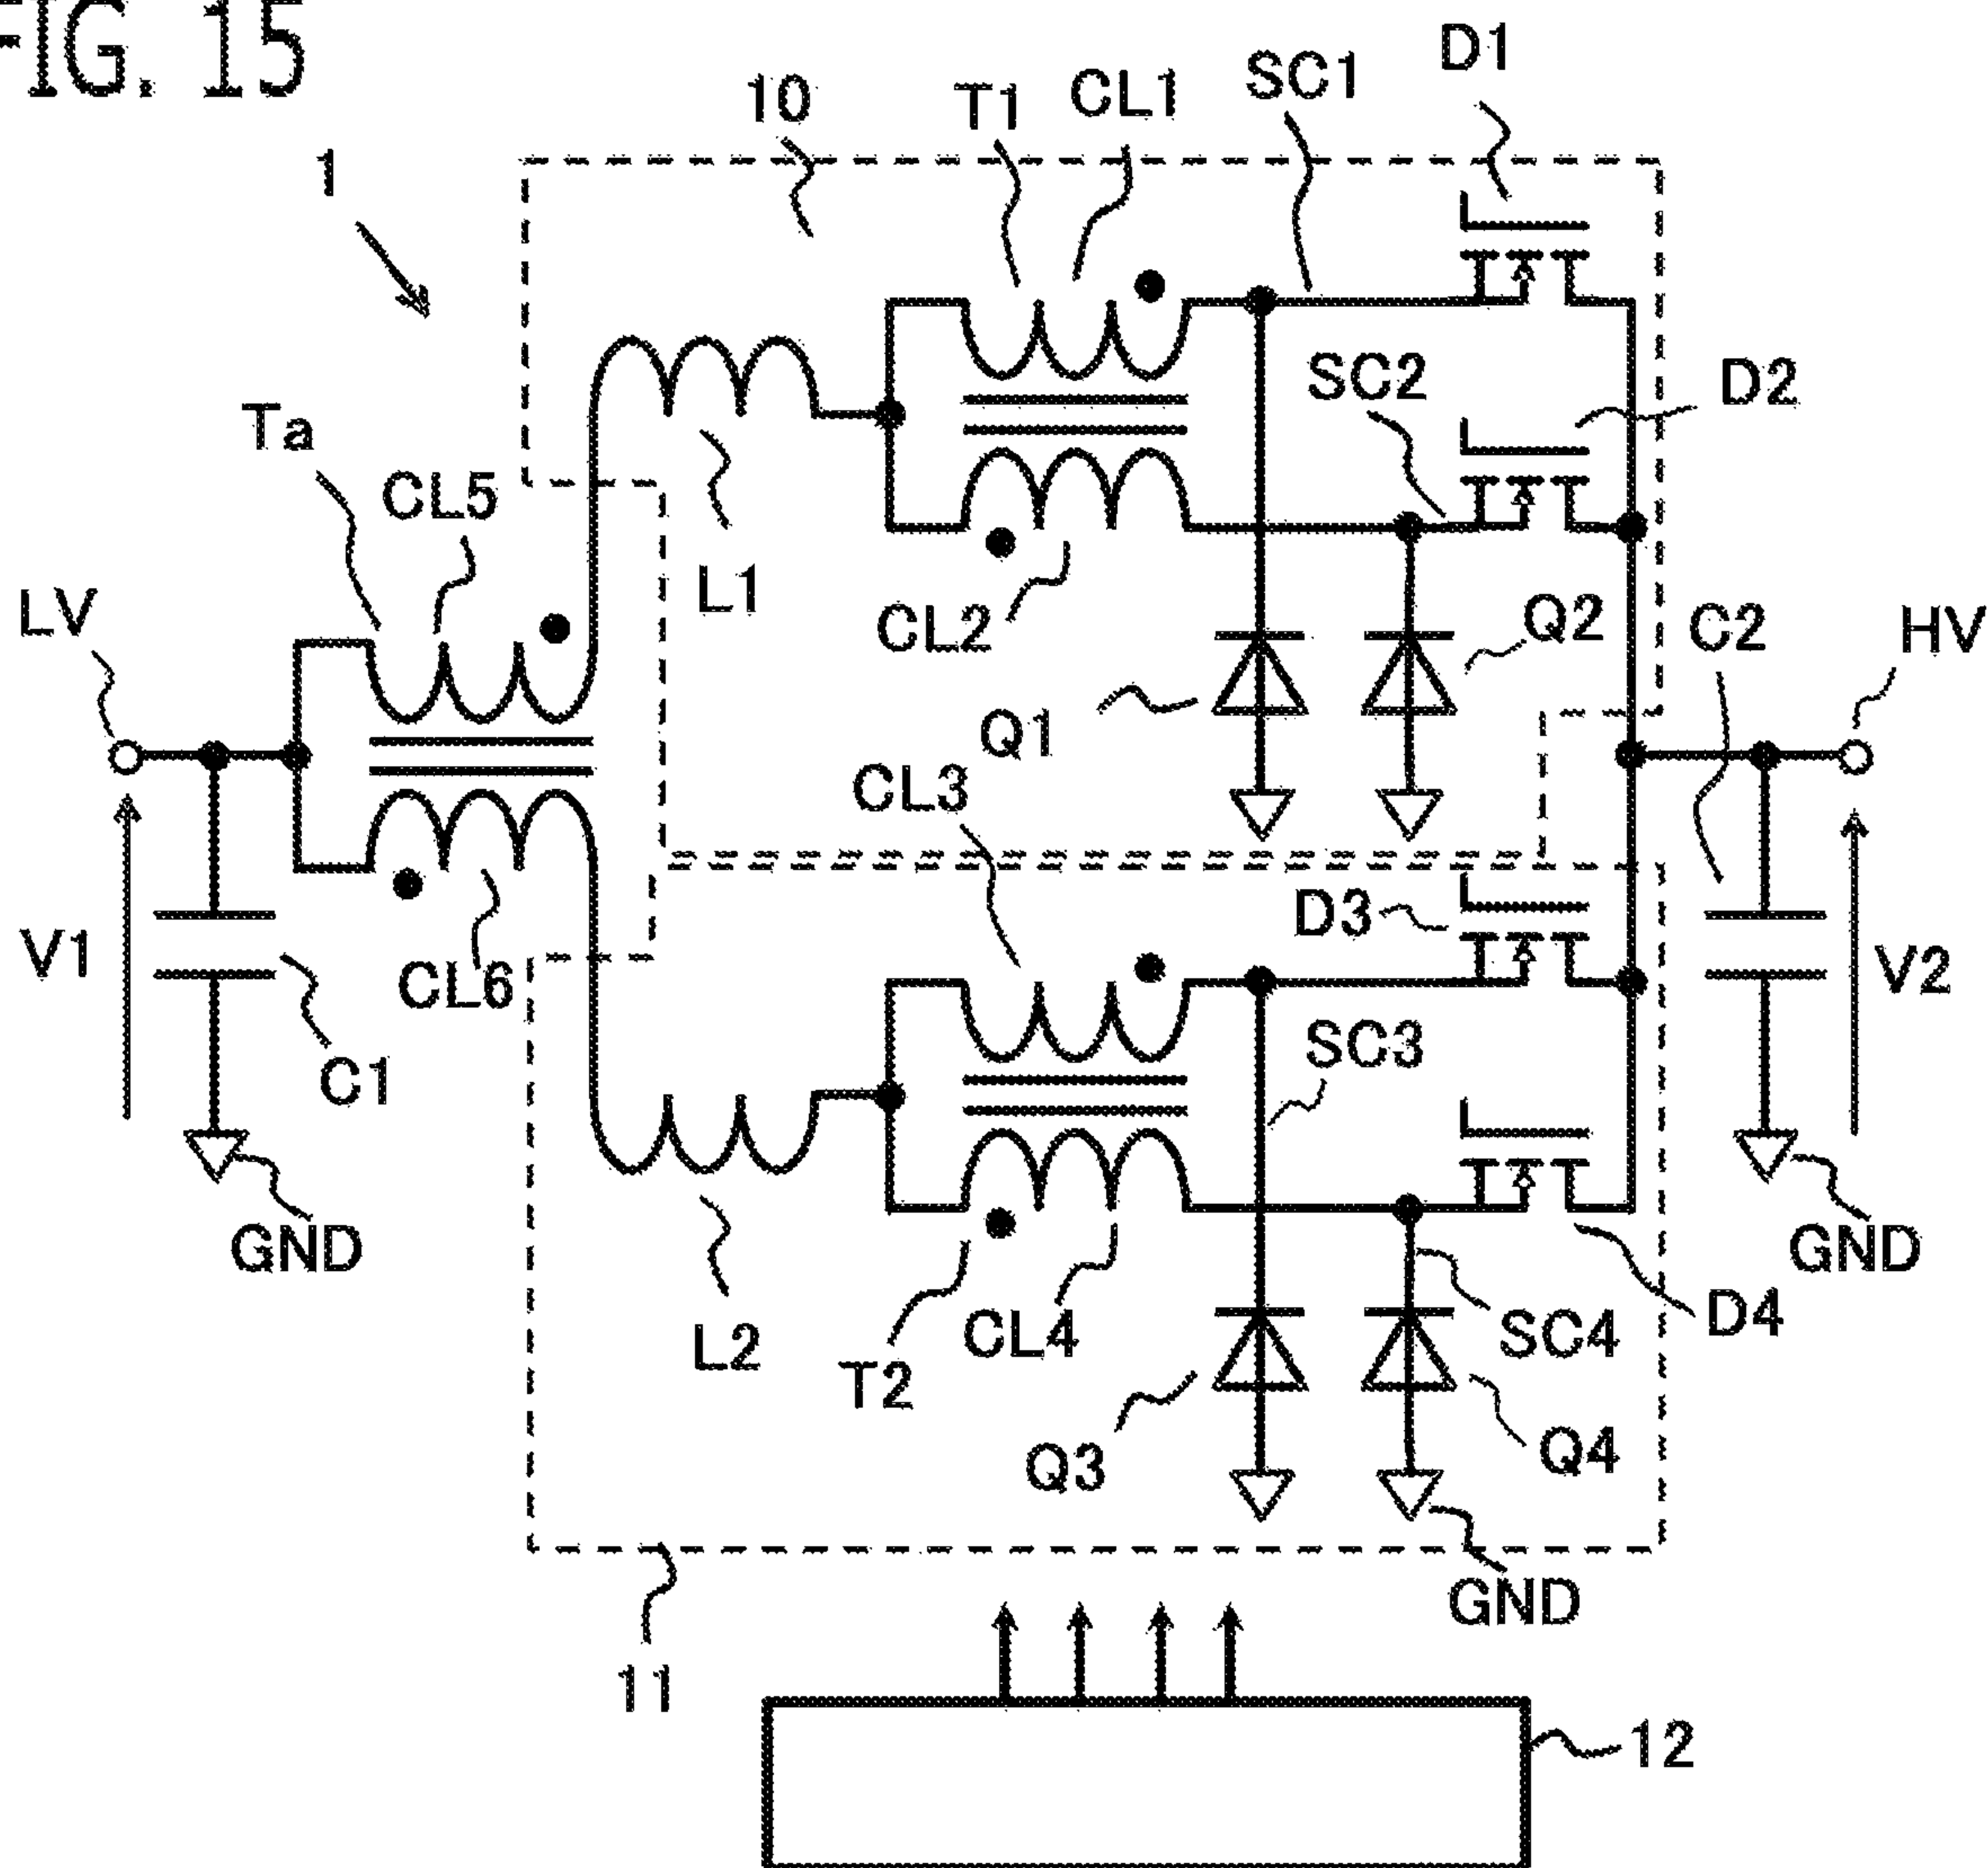 FIG. 15
1
10
T1
CL1
SC1
D1
Ta
CL5
L1
CL2
SC2
D2
LV
Q1
Q2
C2
HV
CL3
V1
CL6
D3
V2
C1
SC3
GND
GND
L2
T2
CL4
SC4
D4
Q3
Q4
GND
11
12